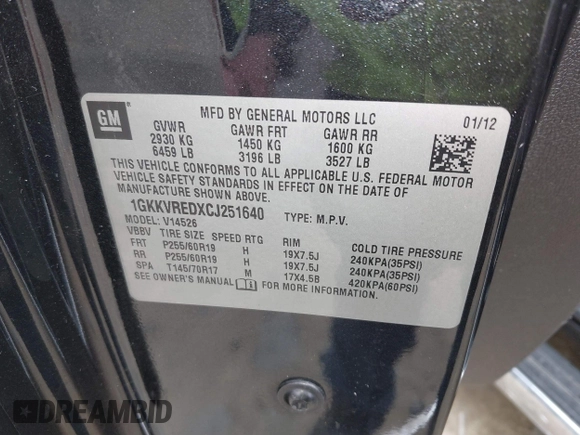 GM
MFD BY GENERAL MOTORS LLC
01/12
GVWR GAWR FRT GAWR RR
2930 KG 1450 KG 1600 KG
6459 LB 3196 LB 3527 LB
THIS VEHICLE CONFORMS TO ALL APPLICABLE U.S. FEDERAL MOTOR
VEHICLE SAFETY STANDARDS IN EFFECT ON THE DATE OF
MANUFACTURE SHOWN ABOVE.
1GKKVREDXCJ251640 TYPE: M.P.V.
MODEL: V14526
VBBV TIRE SIZE SPEED RTG RIM COLD TIRE PRESSURE
FRT P255/60R19 H 19X7.5J 240KPA(35PSI)
RR P255/60R19 H 19X7.5J 240KPA(35PSI)
SPA T145/70R17 M 17X4.5B 420KPA(60PSI)
SEE OWNER'S MANUAL FOR MORE INFORMATION.
DREAMBID